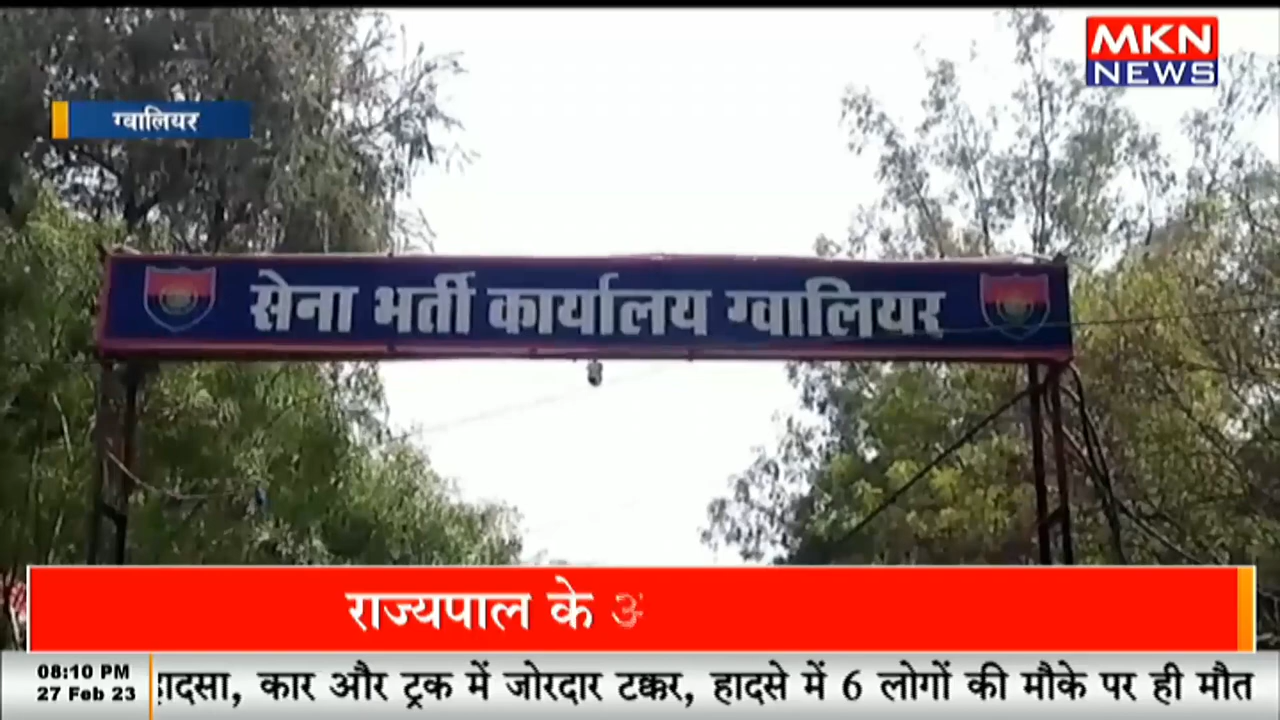 MKN
NEWS
ग्वालियर
सेना भर्ती कार्यालय ग्वालियर
राज्यपाल के
08:10 PM
27 Feb 23
कार और ट्रक में जोरदार टक्कर, हादसे में 6 लोगों की मौके पर ही मौत